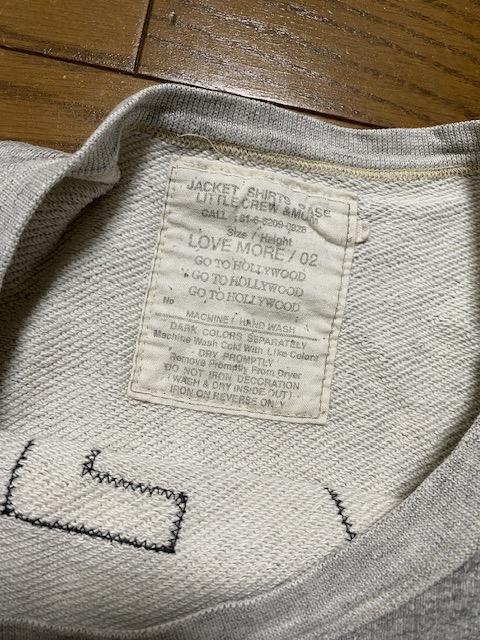 JACKET SHIRTS BASE
LITTLE CREW &
CALL
Size / Height
LOVE MORE / 02
GO TO HOLLYWOOD
GO TO HOLLYWOOD
GO TO HOLLYWOOD
No
MACHINE / HAND WASH
DARK COLORS SEPARATELY
Machine Wash Cold With Like Colors
DRY PROMPTLY
Remove Promptly From Dryer
DO NOT IRON DECORATION
(WASH & DRY INSIDE OUT)
IRON ON REVERSE ONLY